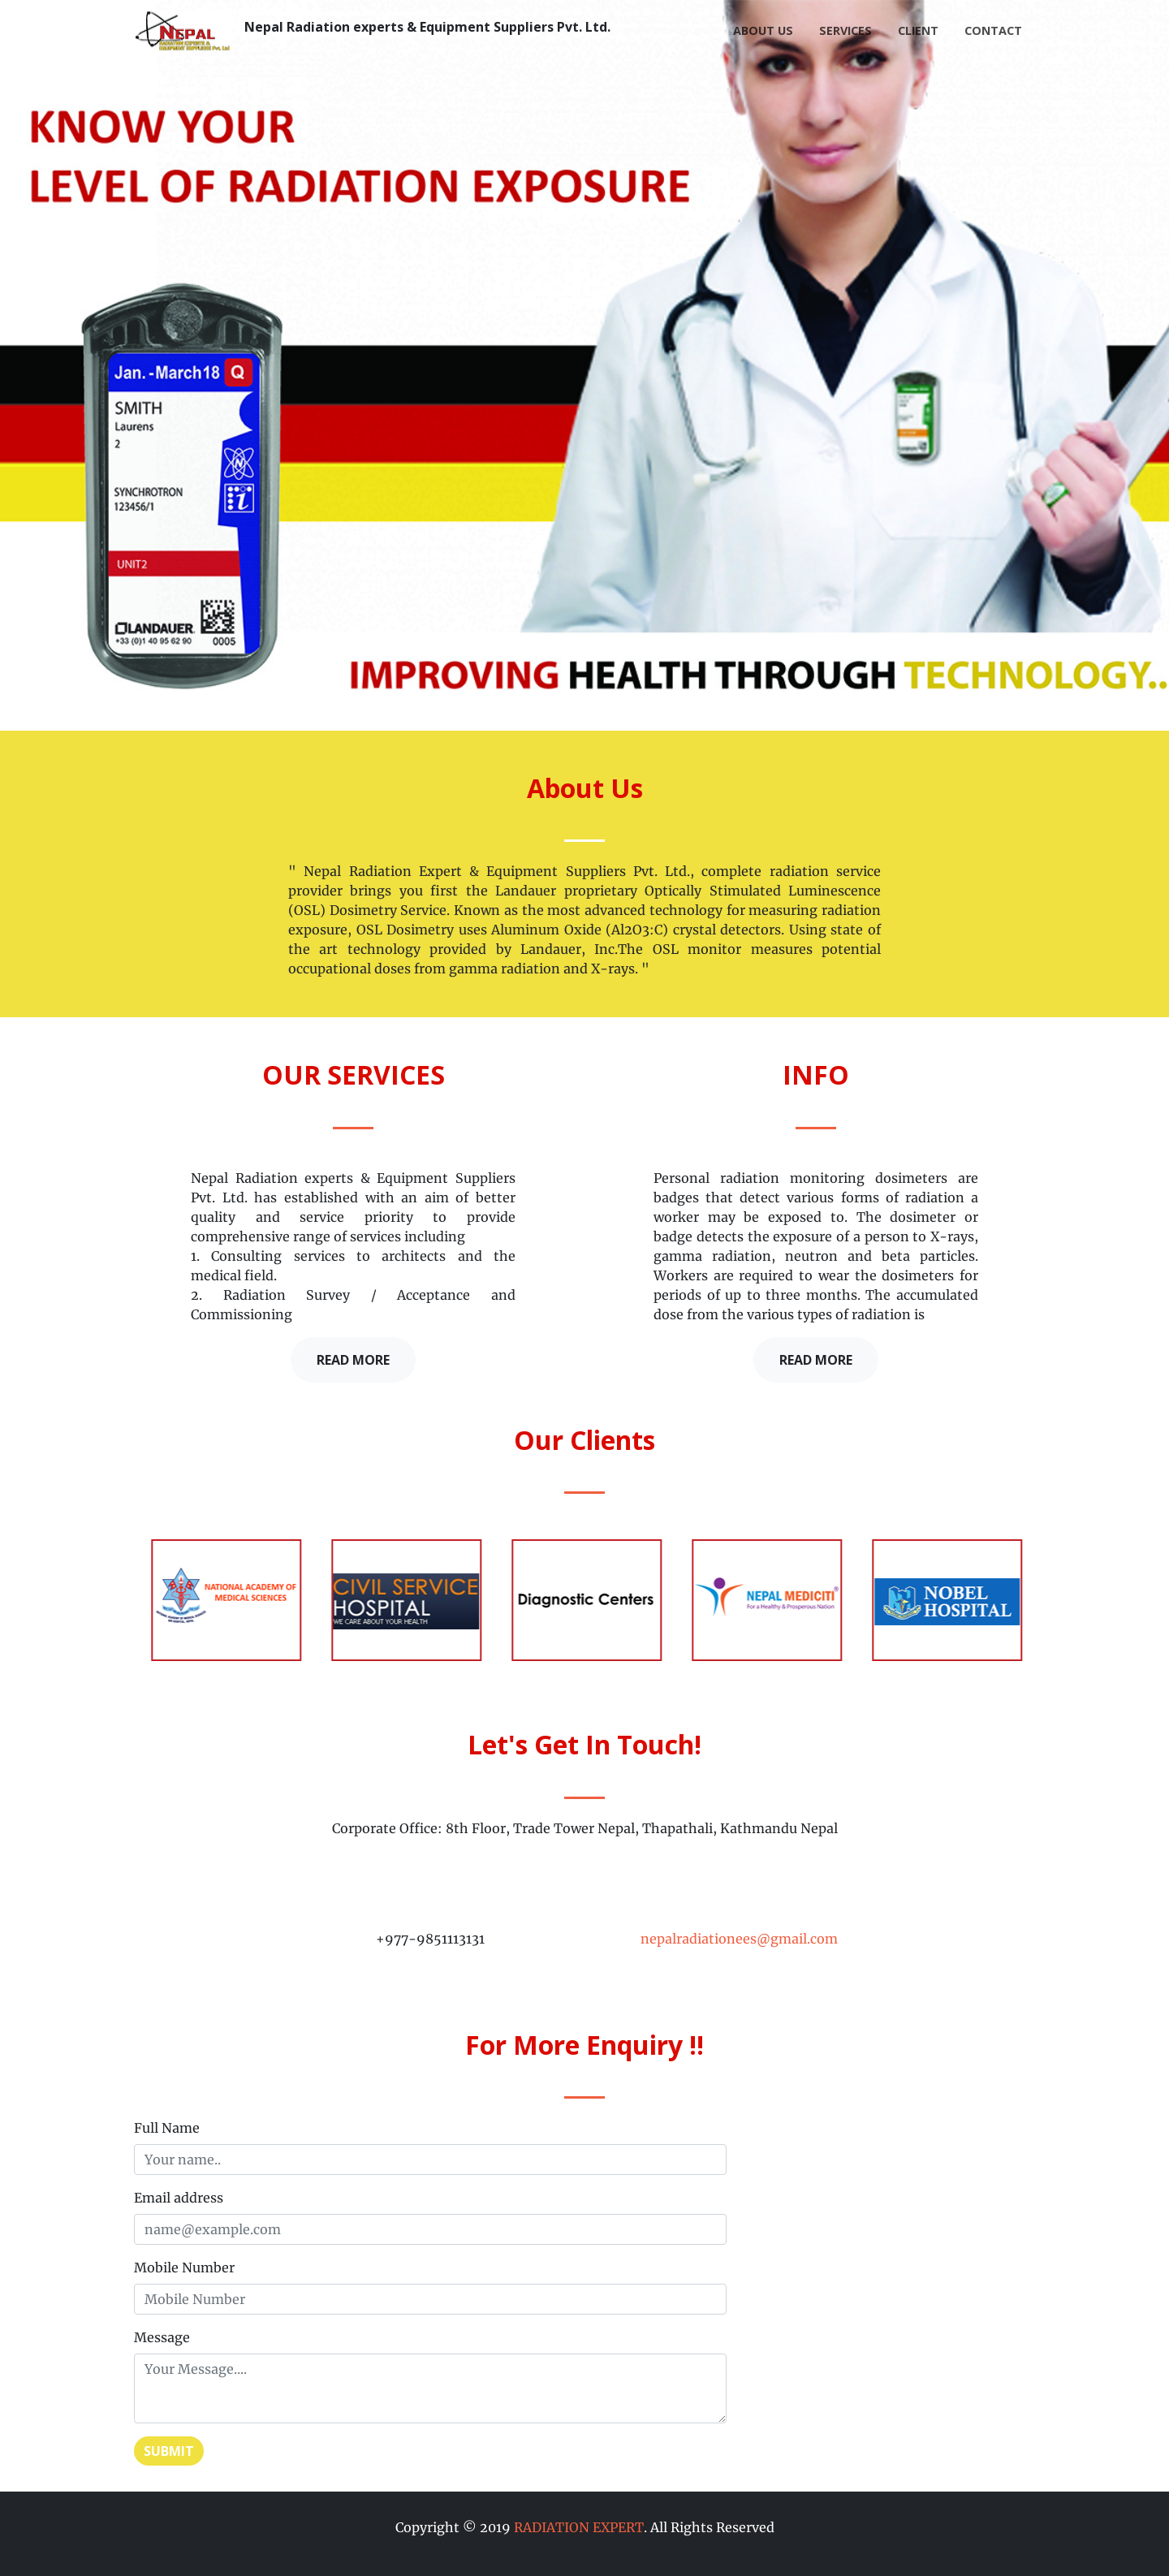 NEPAL
RADIATION EXPERTS &
EQUIPMENT SUPPLIERS Pvt. Ltd
Nepal Radiation experts & Equipment Suppliers Pvt. Ltd.
ABOUT US
SERVICES
CLIENT
CONTACT
KNOW YOUR
LEVEL OF RADIATION EXPOSURE
Jan. -March18 Q
SMITH
Laurens
2
SYNCHROTRON
123456/1
UNIT2
LANDAUER
+33 (0)1 40 95 62 90 0005
IMPROVING HEALTH THROUGH TECHNOLOGY..
About Us
" Nepal Radiation Expert & Equipment Suppliers Pvt. Ltd., complete radiation service
provider brings you first the Landauer proprietary Optically Stimulated Luminescence
(OSL) Dosimetry Service. Known as the most advanced technology for measuring radiation
exposure, OSL Dosimetry uses Aluminum Oxide (Al2O3:C) crystal detectors. Using state of
the art technology provided by Landauer, Inc.The OSL monitor measures potential
occupational doses from gamma radiation and X-rays. "
OUR SERVICES
Nepal Radiation experts & Equipment Suppliers
Pvt. Ltd. has established with an aim of better
quality and service priority to provide
comprehensive range of services including
1. Consulting services to architects and the
medical field.
2. Radiation Survey / Acceptance and
Commissioning
READ MORE
INFO
Personal radiation monitoring dosimeters are
badges that detect various forms of radiation a
worker may be exposed to. The dosimeter or
badge detects the exposure of a person to X-rays,
gamma radiation, neutron and beta particles.
Workers are required to wear the dosimeters for
periods of up to three months. The accumulated
dose from the various types of radiation is
READ MORE
Our Clients
NATIONAL ACADEMY OF
MEDICAL SCIENCES
CIVIL SERVICE
HOSPITAL
WE CARE ABOUT YOUR HEALTH
Diagnostic Centers
NEPAL MEDICITI
For a Healthy & Prosperous Nation
NOBEL
HOSPITAL
Let's Get In Touch!
Corporate Office: 8th Floor, Trade Tower Nepal, Thapathali, Kathmandu Nepal
+977-9851113131
nepalradiationees@gmail.com
For More Enquiry !!
Full Name
Your name..
Email address
name@example.com
Mobile Number
Mobile Number
Message
Your Message....
SUBMIT
Copyright © 2019 RADIATION EXPERT. All Rights Reserved